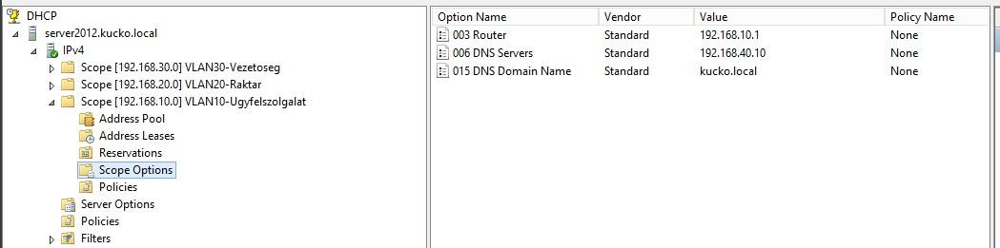 DHCP
server2012.kucko.local
IPv4
Scope [192.168.30.0] VLAN30-Vezetoseg
Scope [192.168.20.0] VLAN20-Raktar
Scope [192.168.10.0] VLAN10-Ugyfelszolgalat
Address Pool
Address Leases
Reservations
Scope Options
Policies
Server Options
Policies
Filters
Option Name Vendor Value Policy Name
003 Router Standard 192.168.10.1 None
006 DNS Servers Standard 192.168.40.10 None
015 DNS Domain Name Standard kucko.local None